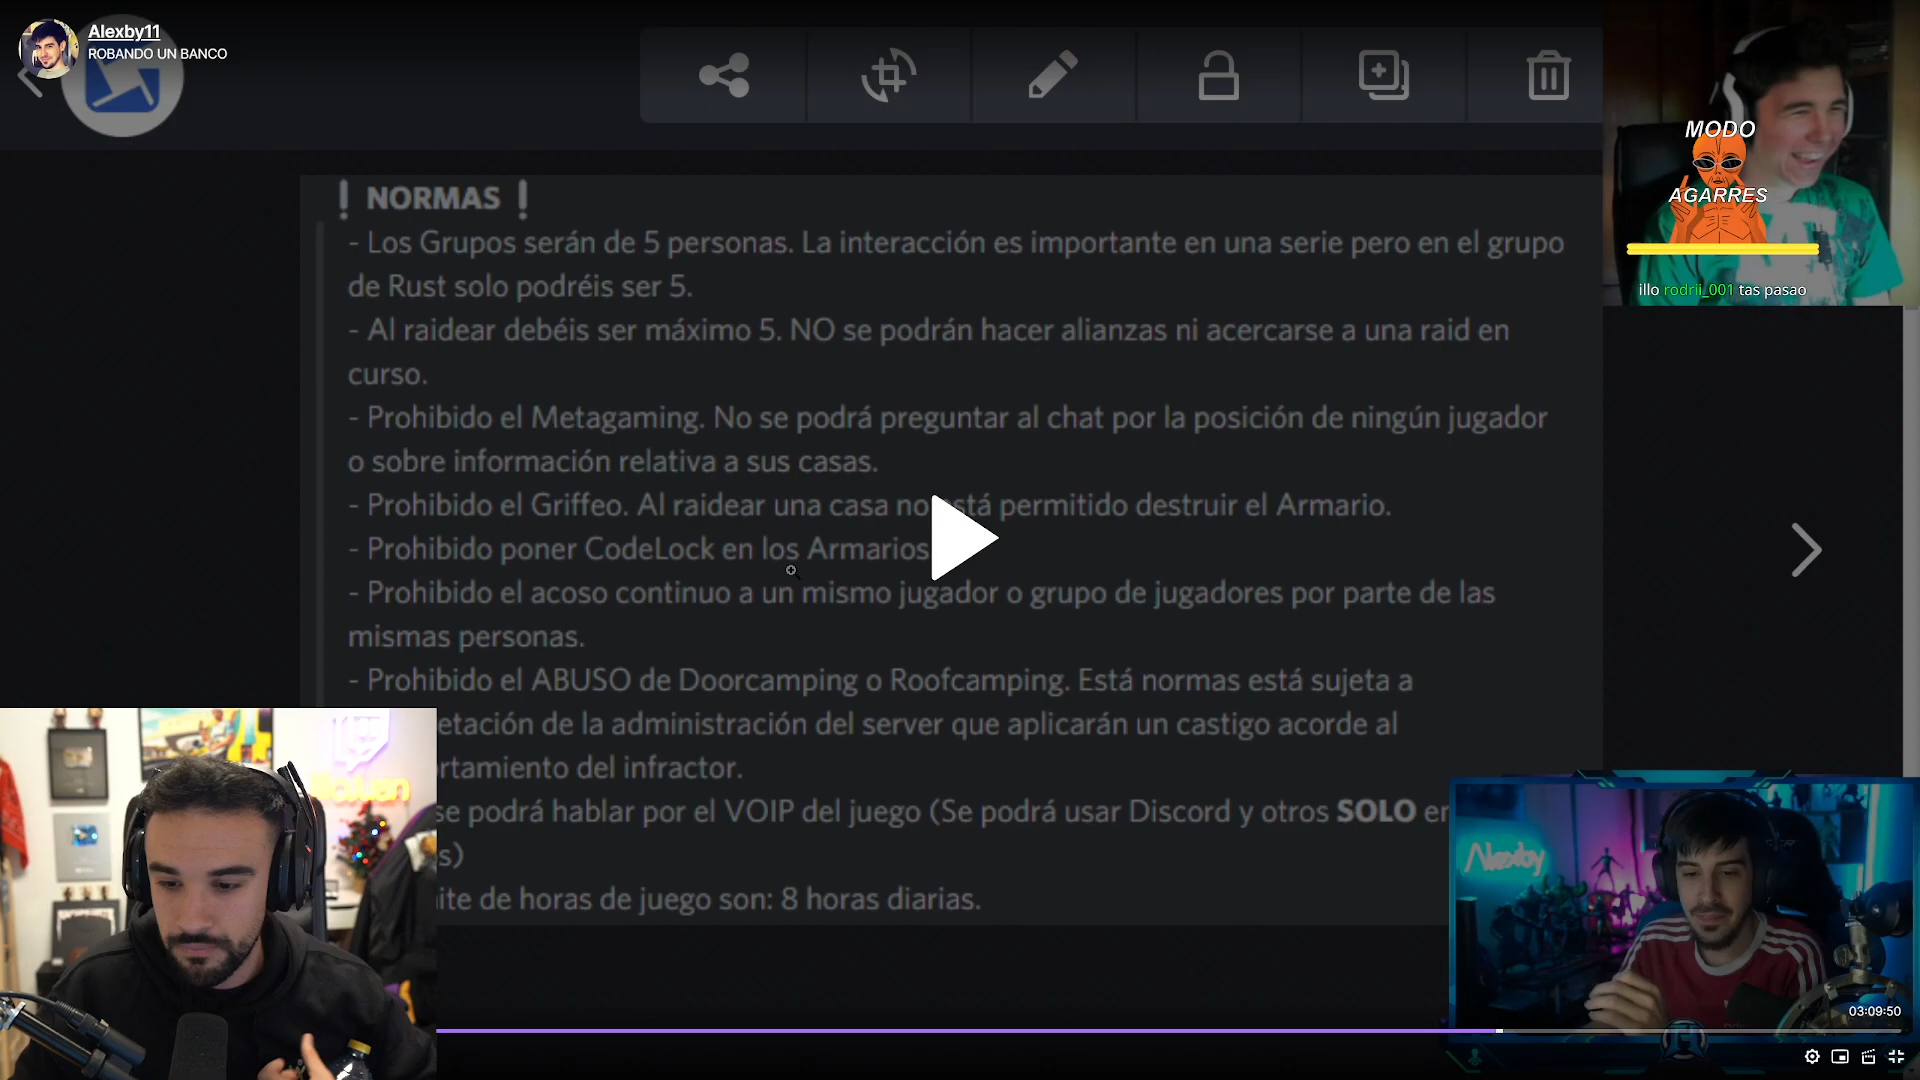 Alexby11
ROBANDO UN BANCO
MODO
AGARRES
illo rodrii_001 tas pasao
❗ NORMAS ❗
- Los Grupos serán de 5 personas. La interacción es importante en una serie pero en el grupo
de Rust solo podréis ser 5.
- Al raidear debéis ser máximo 5. NO se podrán hacer alianzas ni acercarse a una raid en
curso.
- Prohibido el Metagaming. No se podrá preguntar al chat por la posición de ningún jugador
o sobre información relativa a sus casas.
- Prohibido el Griffeo. Al raidear una casa no está permitido destruir el Armario.
- Prohibido poner CodeLock en los Armarios
- Prohibido el acoso continuo a un mismo jugador o grupo de jugadores por parte de las
mismas personas.
- Prohibido el ABUSO de Doorcamping o Roofcamping. Está normas está sujeta a
etación de la administración del server que aplicarán un castigo acorde al
rtamiento del infractor.
se podrá hablar por el VOIP del juego (Se podrá usar Discord y otros SOLO en
s)
ite de horas de juego son: 8 horas diarias.
Alexby
03:09:50